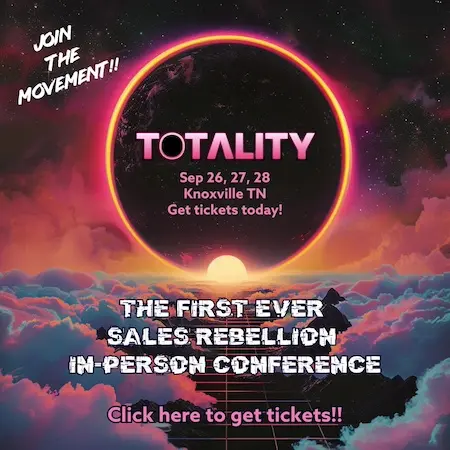 JOIN
THE
MOVEMENT!!
TOTALITY
Sep 26, 27, 28
Knoxville TN
Get tickets today!
THE FIRST EVER
SALES REBELLION
IN-PERSON CONFERENCE
Click here to get tickets!!